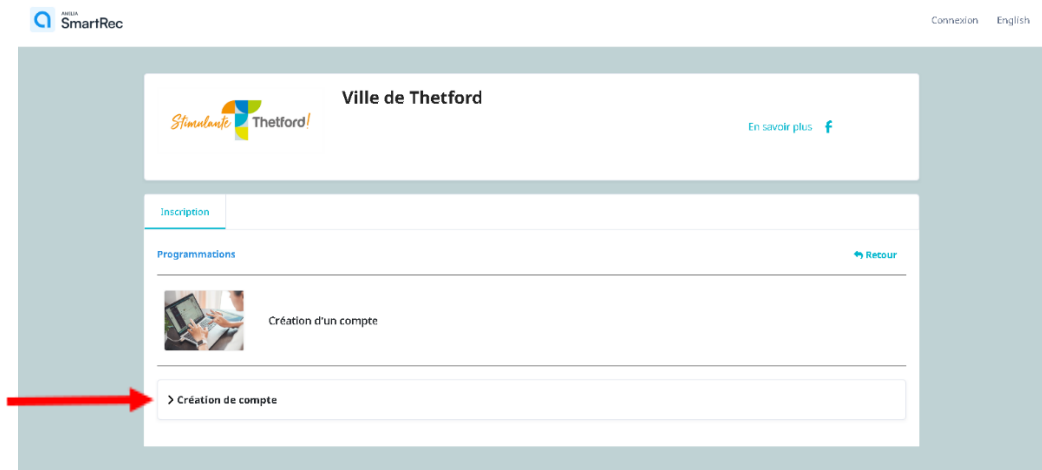 AMILIA
SmartRec
Connexion English
Ville de Thetford
Stimulante Thetford!
En savoir plus
Inscription
Programmations
Retour
Création d'un compte
Création de compte